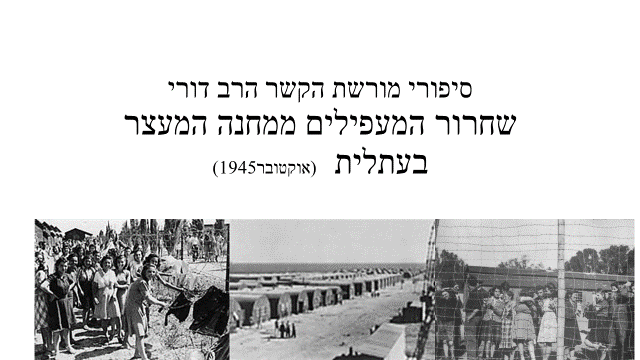 סיפורי מורשת הקשר הרב דורי
שחרור המעפילים ממחנה המעצר
בעתלית (אוקטובר1945)